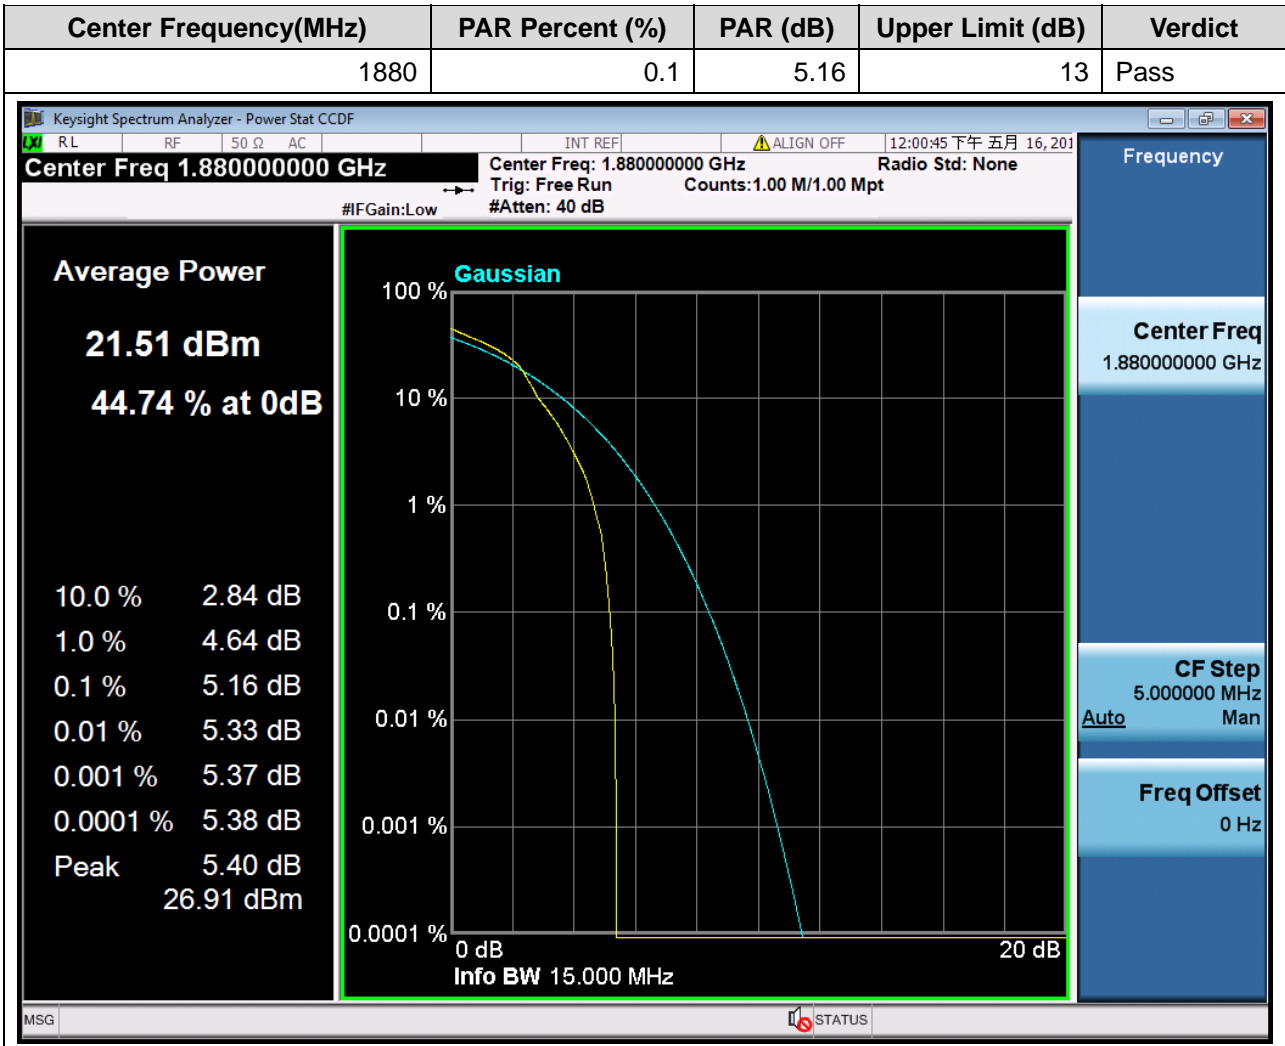 Center Frequency(MHz) PAR Percent (%) PAR (dB) Upper Limit (dB) Verdict
1880 0.1 5.16 13 Pass
Keysight Spectrum Analyzer - Power Stat CCDF
LXI RL RF 50 Ω AC INT REF ALIGN OFF 12:00:45 下午 五月 16, 201
Center Freq 1.880000000 GHz
Center Freq: 1.880000000 GHz Radio Std: None
Trig: Free Run Counts:1.00 M/1.00 Mpt
#IFGain:Low #Atten: 40 dB
Frequency
Average Power
21.51 dBm
44.74 % at 0dB
10.0 % 2.84 dB
1.0 % 4.64 dB
0.1 % 5.16 dB
0.01 % 5.33 dB
0.001 % 5.37 dB
0.0001 % 5.38 dB
Peak 5.40 dB
26.91 dBm
Gaussian
100 %
10 %
1 %
0.1 %
0.01 %
0.001 %
0.0001 %
0 dB 20 dB
Info BW 15.000 MHz
Center Freq
1.880000000 GHz
CF Step
5.000000 MHz
Auto Man
Freq Offset
0 Hz
MSG STATUS